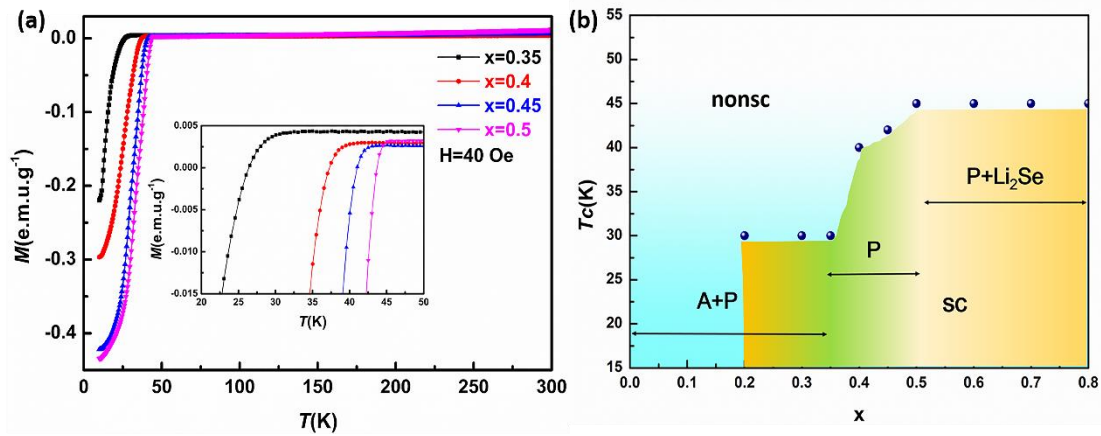 (a)
0.0
-0.1
-0.2
-0.3
-0.4
M(e.m.u.g⁻¹)
0 50 100 150 200 250 300
T(K)
x=0.35
x=0.4
x=0.45
x=0.5
H=40 Oe
0.005
0.000
-0.005
-0.010
-0.015
M(e.m.u.g⁻¹)
20 25 30 35 40 45 50
T(K)
(b)
55
50
45
40
35
30
25
20
15
Tc(K)
nonsc
P+Li₂Se
P
A+P
SC
0.0 0.1 0.2 0.3 0.4 0.5 0.6 0.7 0.8
x